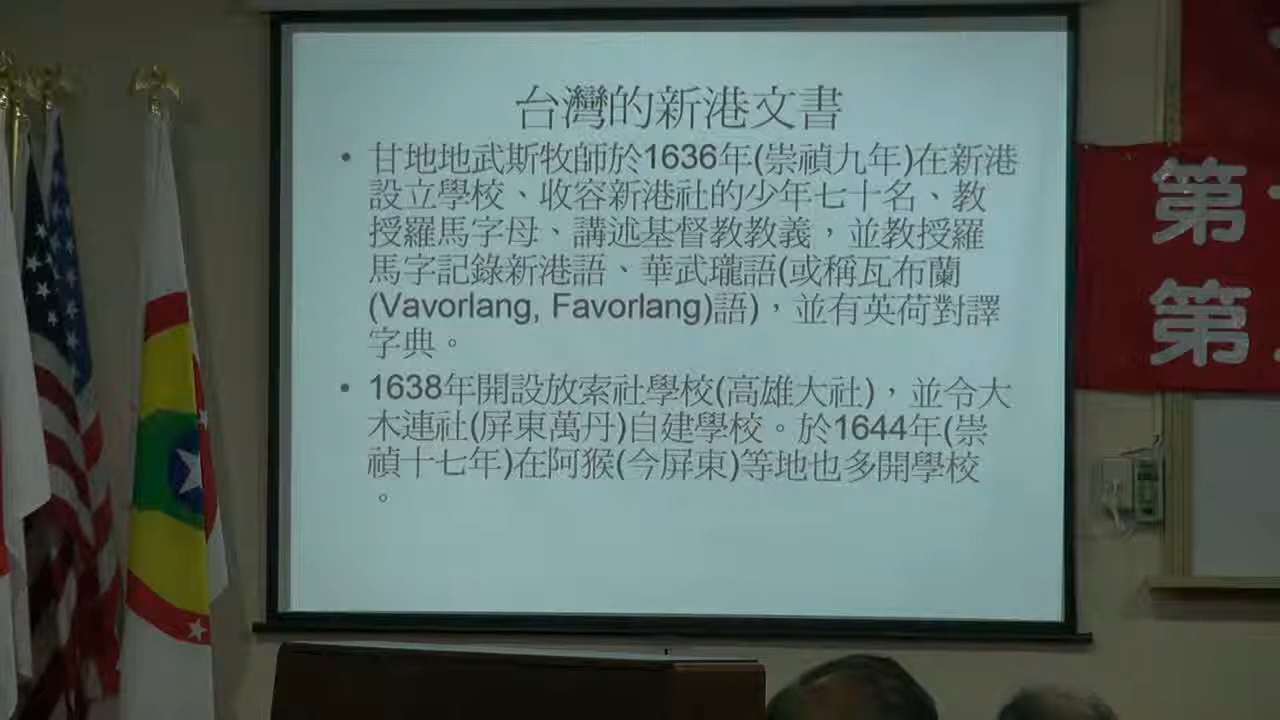 台灣的新港文書
• 甘地地武斯牧師於1636年(崇禎九年)在新港
設立學校、收容新港社的少年七十名、教
授羅馬字母、講述基督教教義，並教授羅
馬字記錄新港語、華武瓏語(或稱瓦布蘭
(Vavorlang, Favorlang)語)，並有英荷對譯
字典。
• 1638年開設放索社學校(高雄大社)，並令大
木連社(屏東萬丹)自建學校。於1644年(崇
禎十七年)在阿猴(今屏東)等地也多開學校
。
第
第